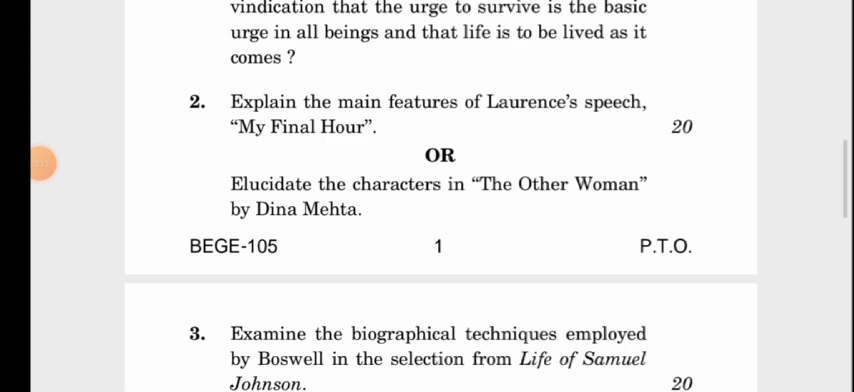 vindication that the urge to survive is the basic
urge in all beings and that life is to be lived as it
comes ?
2. Explain the main features of Laurence's speech,
"My Final Hour". 20
OR
Elucidate the characters in "The Other Woman"
by Dina Mehta.
BEGE-105 1 P.T.O.
3. Examine the biographical techniques employed
by Boswell in the selection from Life of Samuel
Johnson. 20